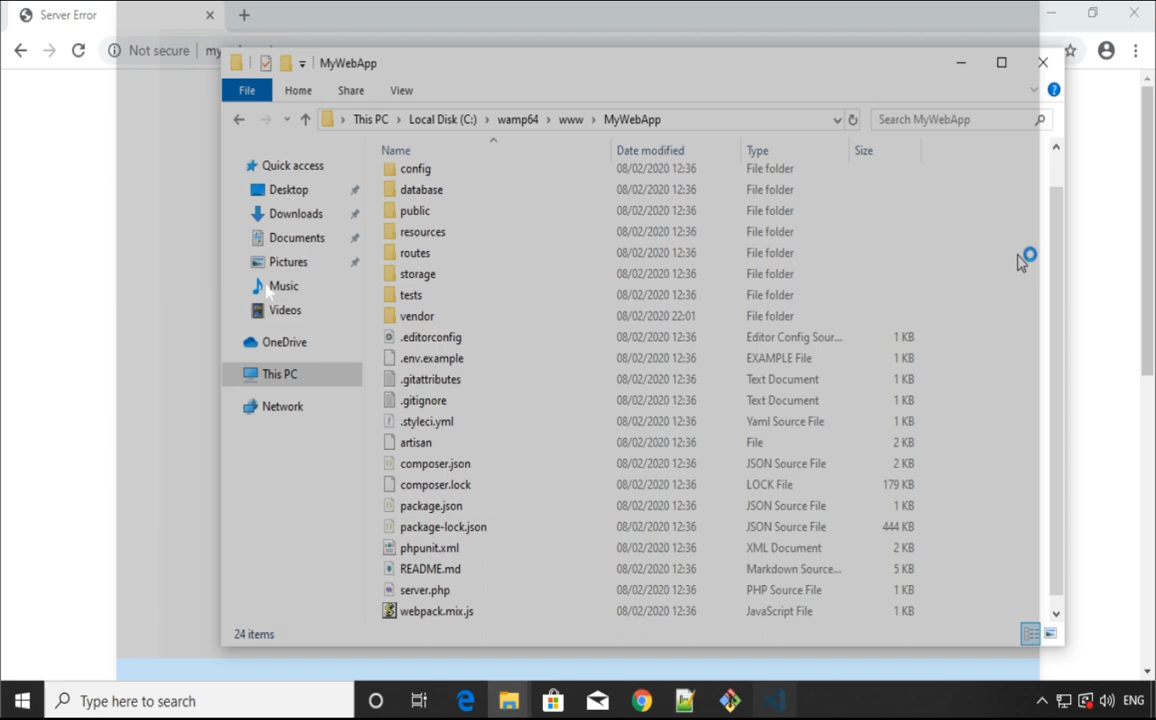 Server Error
Not secure my
MyWebApp
File Home Share View
This PC Local Disk (C:) wamp64 www MyWebApp
Search MyWebApp
Name Date modified Type Size
Quick access
Desktop
Downloads
Documents
Pictures
Music
Videos
OneDrive
This PC
Network
config 08/02/2020 12:36 File folder
database 08/02/2020 12:36 File folder
public 08/02/2020 12:36 File folder
resources 08/02/2020 12:36 File folder
routes 08/02/2020 12:36 File folder
storage 08/02/2020 12:36 File folder
tests 08/02/2020 12:36 File folder
vendor 08/02/2020 22:01 File folder
.editorconfig 08/02/2020 12:36 Editor Config Sour... 1 KB
.env.example 08/02/2020 12:36 EXAMPLE File 1 KB
.gitattributes 08/02/2020 12:36 Text Document 1 KB
.gitignore 08/02/2020 12:36 Text Document 1 KB
.styleci.yml 08/02/2020 12:36 Yaml Source File 1 KB
artisan 08/02/2020 12:36 File 2 KB
composer.json 08/02/2020 12:36 JSON Source File 2 KB
composer.lock 08/02/2020 12:36 LOCK File 179 KB
package.json 08/02/2020 12:36 JSON Source File 1 KB
package-lock.json 08/02/2020 12:36 JSON Source File 444 KB
phpunit.xml 08/02/2020 12:36 XML Document 2 KB
README.md 08/02/2020 12:36 Markdown Source... 5 KB
server.php 08/02/2020 12:36 PHP Source File 1 KB
webpack.mix.js 08/02/2020 12:36 JavaScript File 1 KB
24 items
Type here to search
ENG